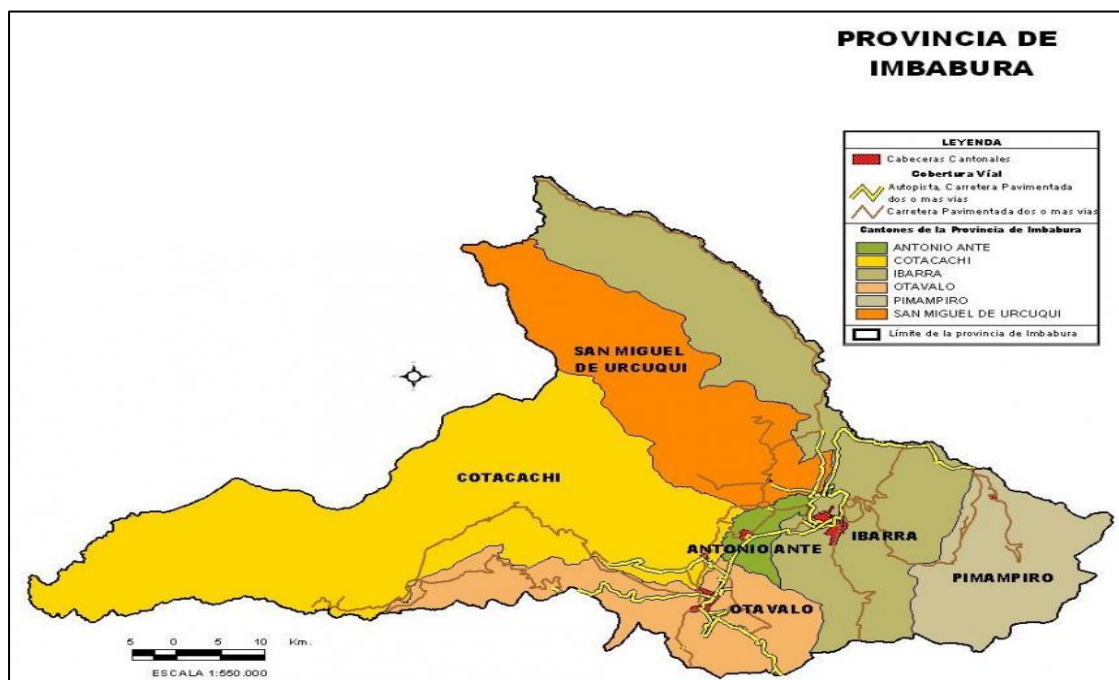 PROVINCIA DE
IMBABURA
LEYENDA
Cabeceras Cantonales
Cobertura Víal
Autopista, Carretera Pavimentada
dos o mas vias
Carretera Pavimentada dos o mas vias
Cantones de la Provincia de Imbabura
ANTONIO ANTE
COTACACHI
IBARRA
OTAVALO
PIMAMPIRO
SAN MIGUEL DE URCUQUI
Límite de la provincia de Imbabura
SAN MIGUEL
DE URCUQUI
COTACACHI
ANTONIO ANTE
IBARRA
PIMAMPIRO
OTAVALO
5 0 5 10 Km.
ESCALA 1:550.000